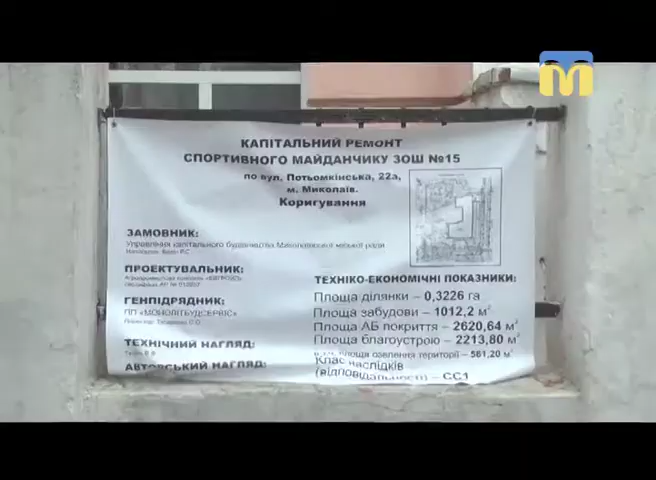 М
КАПІТАЛЬНИЙ РЕМОНТ
СПОРТИВНОГО МАЙДАНЧИКУ ЗОШ №15
по вул. Потьомкінська, 22а,
м. Миколаїв.
Коригування
ЗАМОВНИК:
Управління капітального будівництва Миколаївської міської ради
ПРОЕКТУВАЛЬНИК:
ГЕНПІДРЯДНИК:
ПП «МОНОЛІТБУДСЕРВІС»
ТЕХНІЧНИЙ НАГЛЯД:
АВТОРСЬКИЙ НАГЛЯД:
ТЕХНІКО-ЕКОНОМІЧНІ ПОКАЗНИКИ:
Площа ділянки – 0,3226 га
Площа забудови – 1012,2 м²
Площа АБ покриття – 2620,64 м²
Площа благоустрою – 2213,80 м²
площа озелення території – 561,20 м²
Клас наслідків
(відповідальності) – СС1